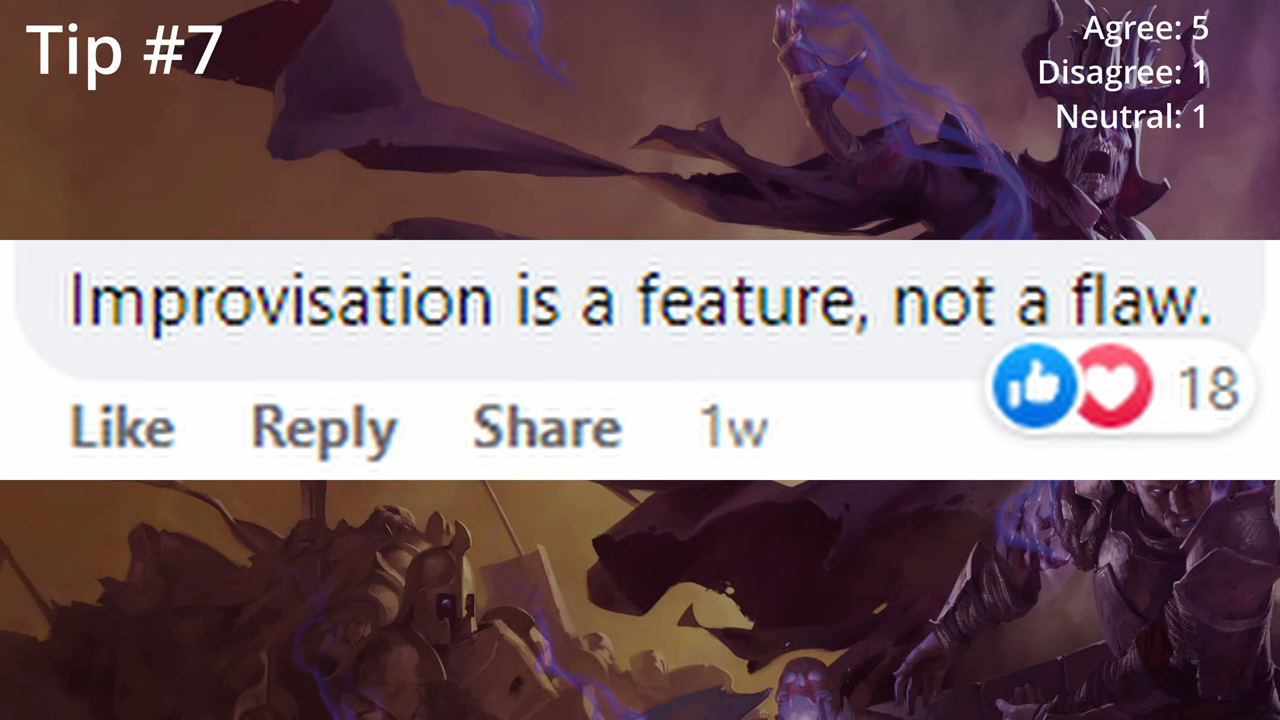 Tip #7
Agree: 5
Disagree: 1
Neutral: 1
Improvisation is a feature, not a flaw.
18
Like Reply Share 1w